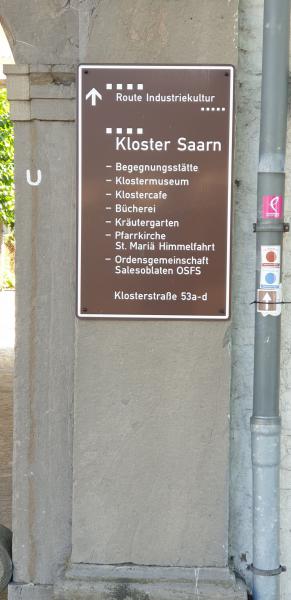 Route Industriekultur
Kloster Saarn
– Begegnungsstätte
– Klostermuseum
– Klostercafe
– Bücherei
– Kräutergarten
– Pfarrkirche
St. Mariä Himmelfahrt
– Ordensgemeinschaft
Salesoblaten OSFS
Klosterstraße 53a-d